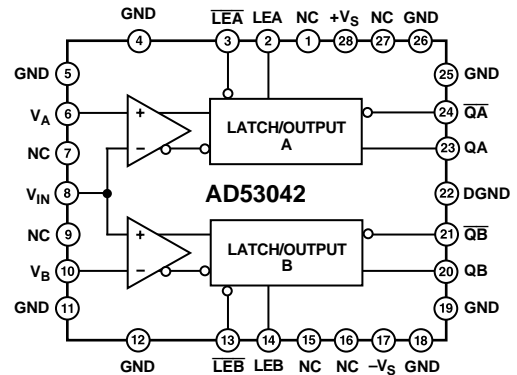 GND LEA LEA NC +VS NC GND
4 3 2 1 28 27 26
GND 5
25 GND
VA 6
+
LATCH/OUTPUT
A
24 QA
NC 7
–
23 QA
VIN 8
AD53042
22 DGND
NC 9
+
LATCH/OUTPUT
B
21 QB
VB 10
–
20 QB
GND 11
19 GND
12 13 14 15 16 17 18
GND LEB LEB NC NC –VS GND